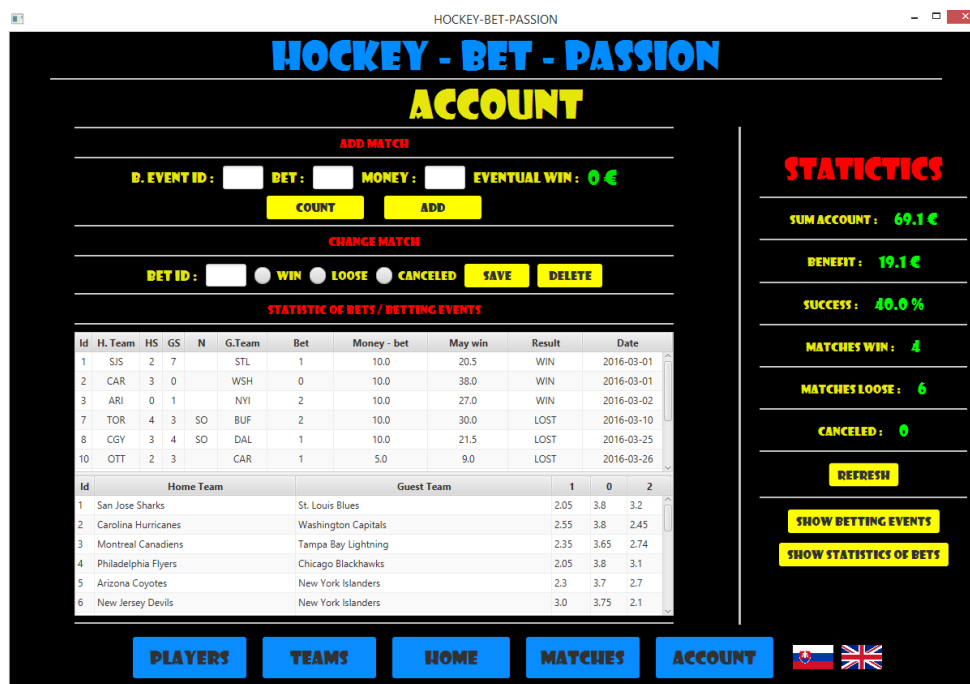 HOCKEY-BET-PASSION
HOCKEY - BET - PASSION
ACCOUNT
ADD MATCH
B. EVENT ID : BET : MONEY : EVENTUAL WIN : 0 €
COUNT ADD
CHANGE MATCH
BET ID : WIN LOOSE CANCELED SAVE DELETE
STATISTIC OF BETS / BETTING EVENTS
Id H. Team HS GS N G.Team Bet Money - bet May win Result Date
1 SJS 2 7 STL 1 10.0 20.5 WIN 2016-03-01
2 CAR 3 0 WSH 0 10.0 38.0 WIN 2016-03-01
3 ARI 0 1 NYI 2 10.0 27.0 WIN 2016-03-02
7 TOR 4 3 SO BUF 2 10.0 30.0 LOST 2016-03-10
8 CGY 3 4 SO DAL 1 10.0 21.5 LOST 2016-03-25
10 OTT 2 3 CAR 1 5.0 9.0 LOST 2016-03-26
Id Home Team Guest Team 1 0 2
1 San Jose Sharks St. Louis Blues 2.05 3.8 3.2
2 Carolina Hurricanes Washington Capitals 2.55 3.8 2.45
3 Montreal Canadiens Tampa Bay Lightning 2.35 3.65 2.74
4 Philadelphia Flyers Chicago Blackhawks 2.05 3.8 3.1
5 Arizona Coyotes New York Islanders 2.3 3.7 2.7
6 New Jersey Devils New York Islanders 3.0 3.75 2.1
STATICTICS
SUM ACCOUNT : 69.1 €
BENEFIT : 19.1 €
SUCCESS : 40.0 %
MATCHES WIN : 4
MATCHES LOOSE : 6
CANCELED : 0
REFRESH
SHOW BETTING EVENTS
SHOW STATISTICS OF BETS
PLAYERS TEAMS HOME MATCHES ACCOUNT